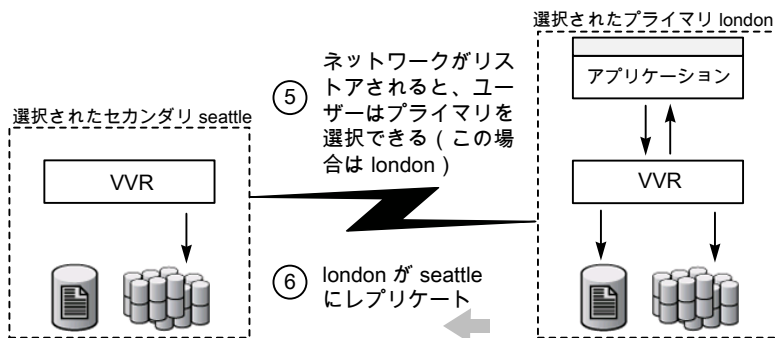 選択されたプライマリ london
アプリケーション
VVR
⑤ ネットワークがリス
トアされると、ユー
ザーはプライマリを
選択できる ( この場
合は london )
選択されたセカンダリ seattle
VVR
⑥ london が seattle
にレプリケート